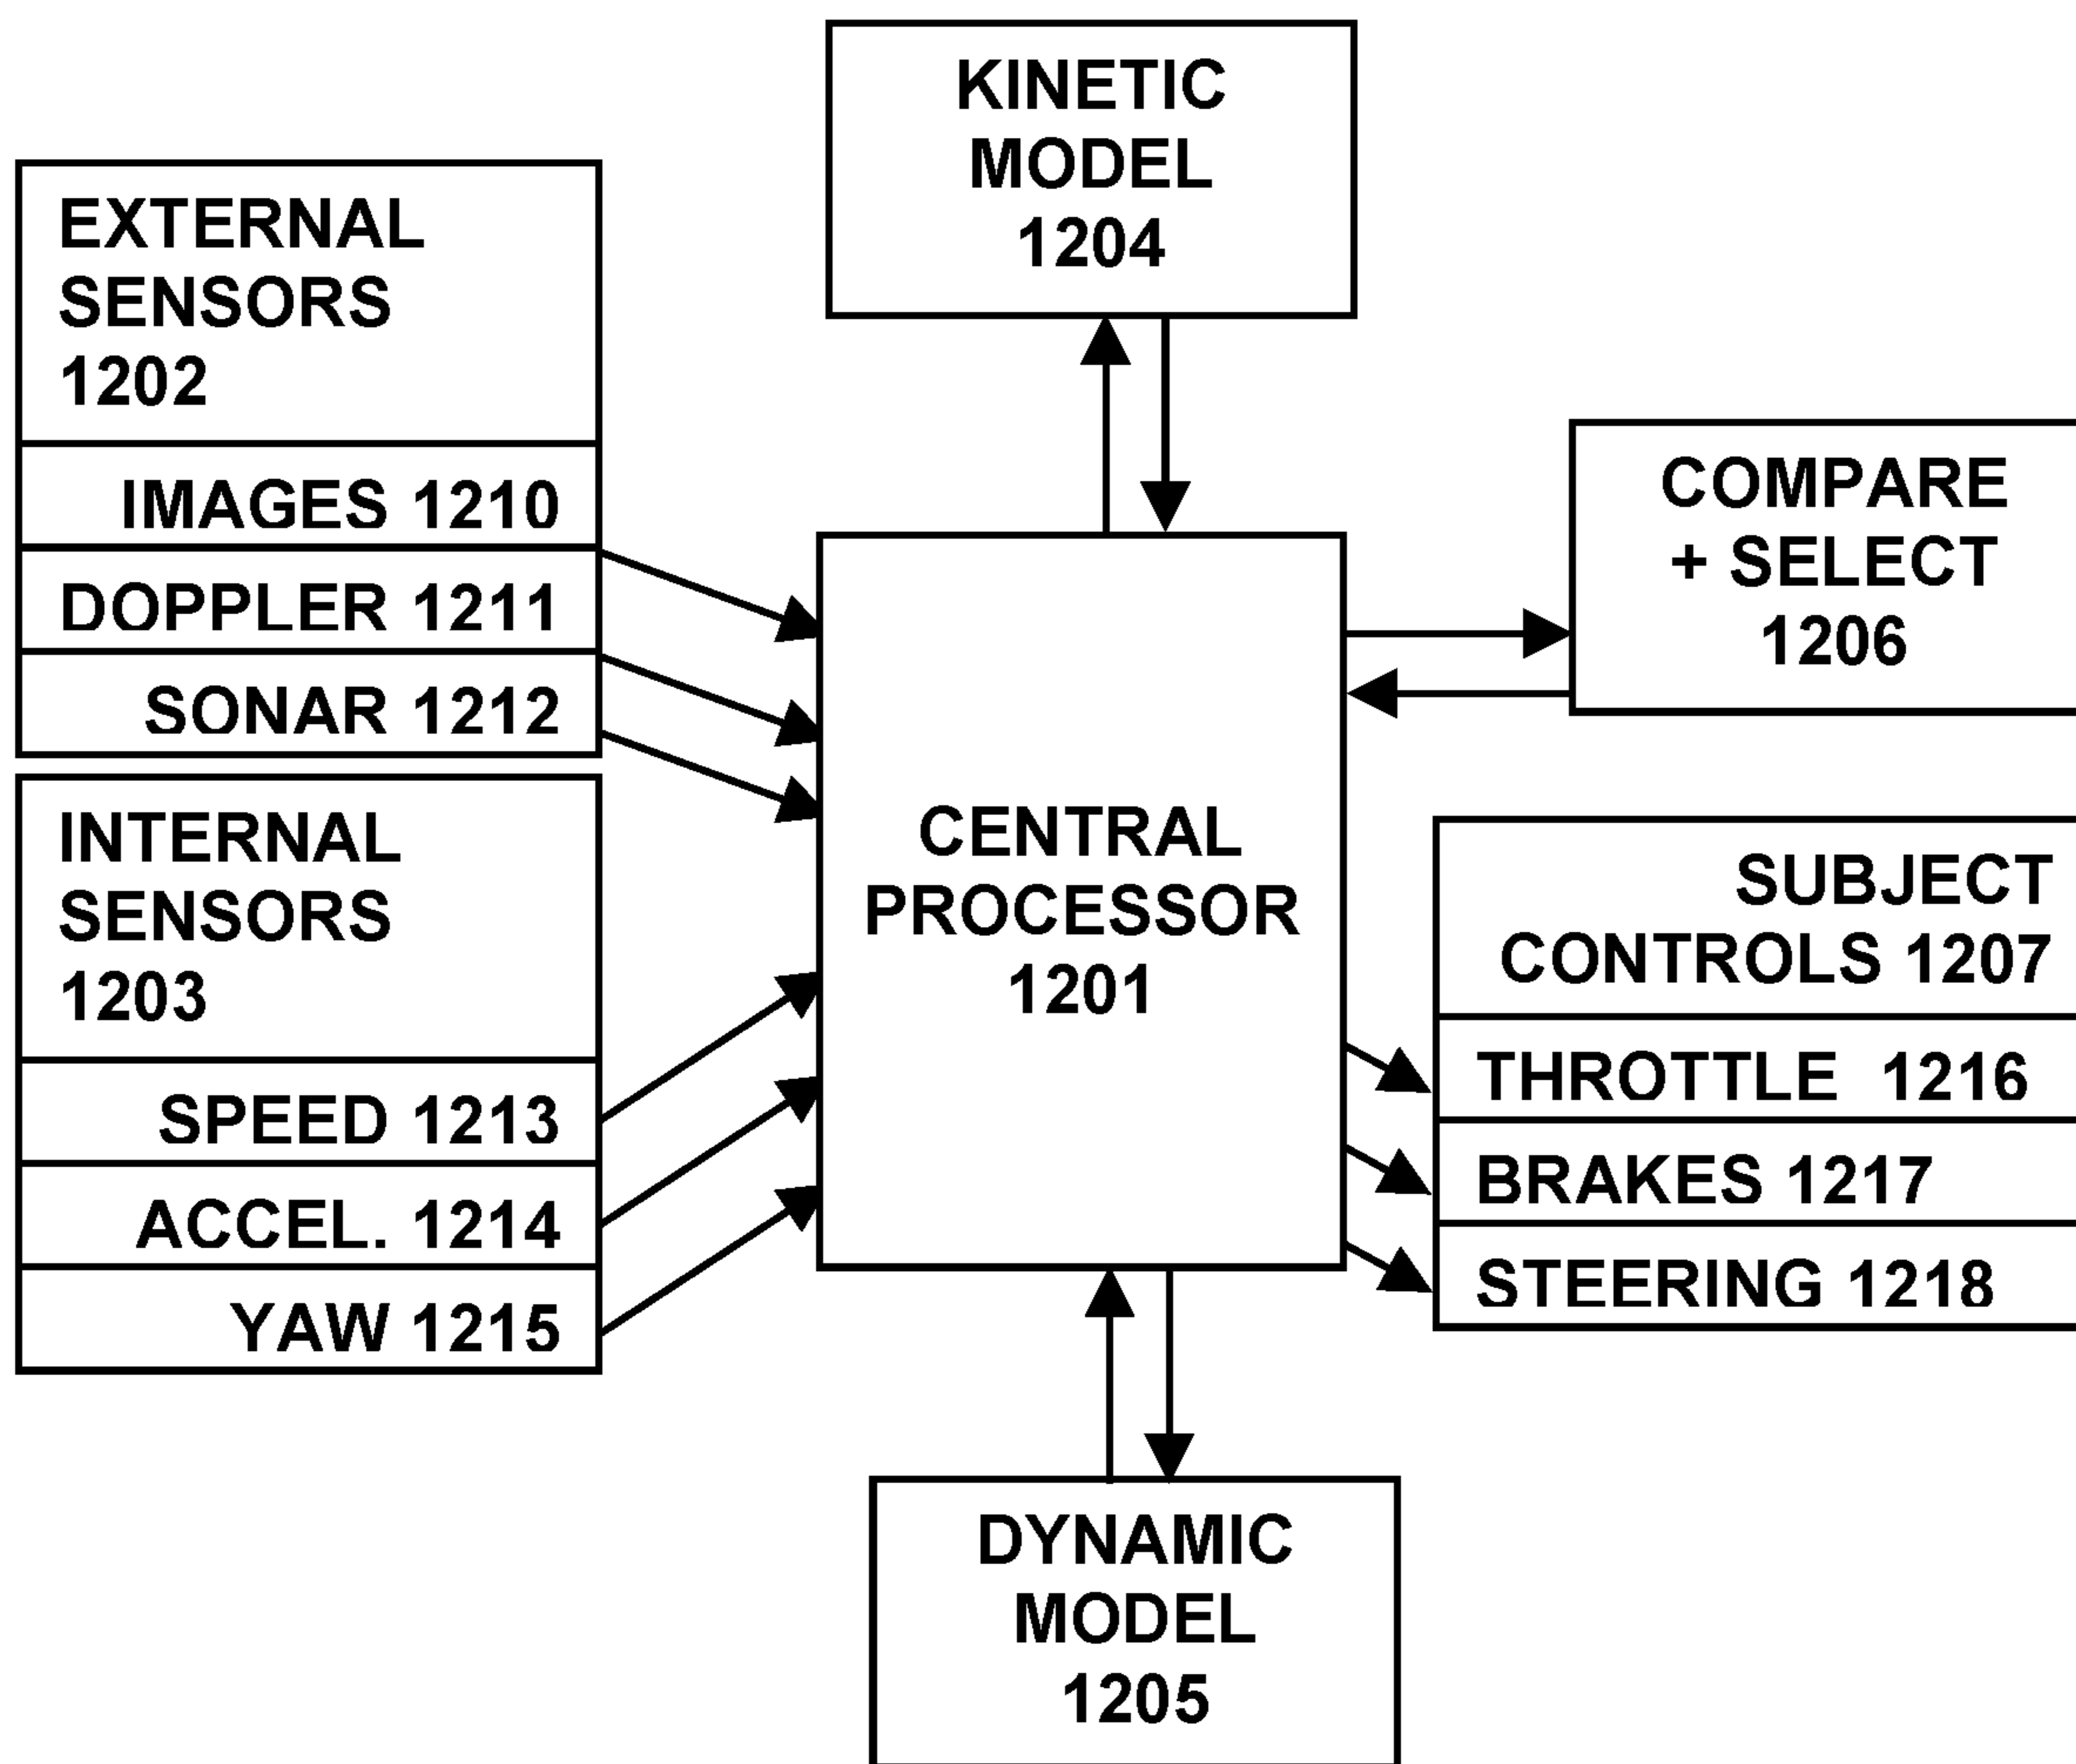 KINETIC
MODEL
1204
EXTERNAL
SENSORS
1202
IMAGES 1210
DOPPLER 1211
SONAR 1212
COMPARE
+ SELECT
1206
INTERNAL
SENSORS
1203
SPEED 1213
ACCEL. 1214
YAW 1215
CENTRAL
PROCESSOR
1201
SUBJECT
CONTROLS 1207
THROTTLE 1216
BRAKES 1217
STEERING 1218
DYNAMIC
MODEL
1205